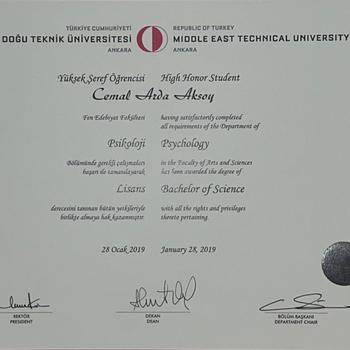 TÜRKİYE CUMHURİYETİ REPUBLIC OF TURKEY
DOĞU TEKNİK ÜNİVERSİTESİ MIDDLE EAST TECHNICAL UNIVERSITY
ANKARA ANKARA
Yüksek Şeref Öğrencisi High Honor Student
Cemal Arda Aksoy
Fen Edebiyat Fakültesi having satisfactorily completed
all requirements of the Department of
Psikoloji Psychology
Bölümünde gerekli çalışmaları in the Faculty of Arts and Sciences
başarı ile tamamlayarak has been awarded the degree of
Lisans Bachelor of Science
derecesini tanınan bütün yetkileriyle with all the rights and privileges
birlikte almaya hak kazanmıştır. thereto pertaining.
28 Ocak 2019 January 28, 2019
REKTÖR DEKAN BÖLÜM BAŞKANI
PRESIDENT DEAN DEPARTMENT CHAIR